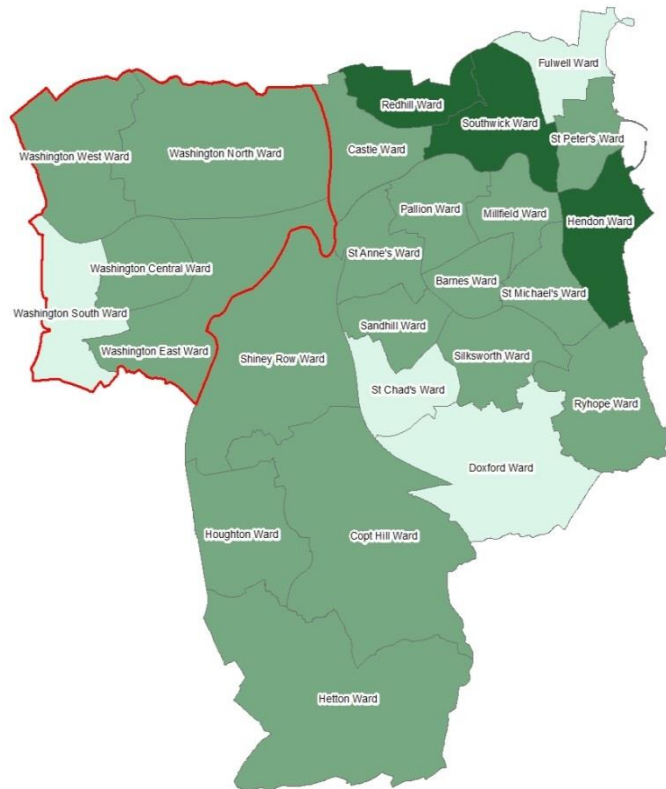 Fulwell Ward
Redhill Ward
Southwick Ward
St Peter's Ward
Castle Ward
Washington West Ward
Washington North Ward
Pallion Ward
Millfield Ward
Hendon Ward
St Anne's Ward
Washington Central Ward
Barnes Ward
St Michael's Ward
Washington South Ward
Sandhill Ward
Washington East Ward
Shiney Row Ward
Silksworth Ward
St Chad's Ward
Ryhope Ward
Doxford Ward
Houghton Ward
Copt Hill Ward
Hetton Ward